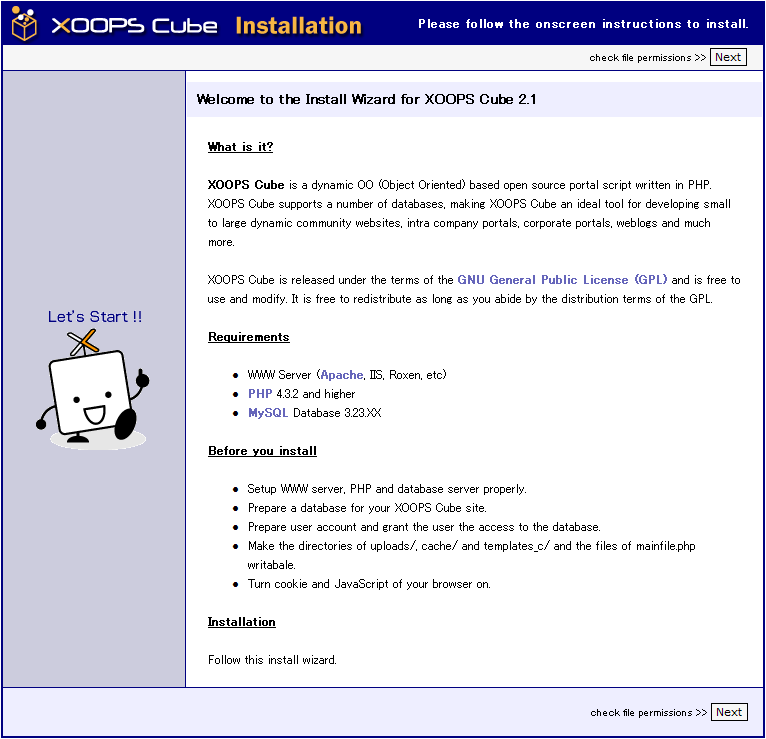 XOOPS Cube Installation Please follow the onscreen instructions to install.
check file permissions >> Next
Welcome to the Install Wizard for XOOPS Cube 2.1
What is it?
XOOPS Cube is a dynamic OO (Object Oriented) based open source portal script written in PHP.
XOOPS Cube supports a number of databases, making XOOPS Cube an ideal tool for developing small
to large dynamic community websites, intra company portals, corporate portals, weblogs and much
more.
XOOPS Cube is released under the terms of the GNU General Public License (GPL) and is free to
use and modify. It is free to redistribute as long as you abide by the distribution terms of the GPL.
Let's Start !!
Requirements
• WWW Server (Apache, IIS, Roxen, etc)
• PHP 4.3.2 and higher
• MySQL Database 3.23.XX
Before you install
• Setup WWW server, PHP and database server properly.
• Prepare a database for your XOOPS Cube site.
• Prepare user account and grant the user the access to the database.
• Make the directories of uploads/, cache/ and templates_c/ and the files of mainfile.php
writabale.
• Turn cookie and JavaScript of your browser on.
Installation
Follow this install wizard.
check file permissions >> Next